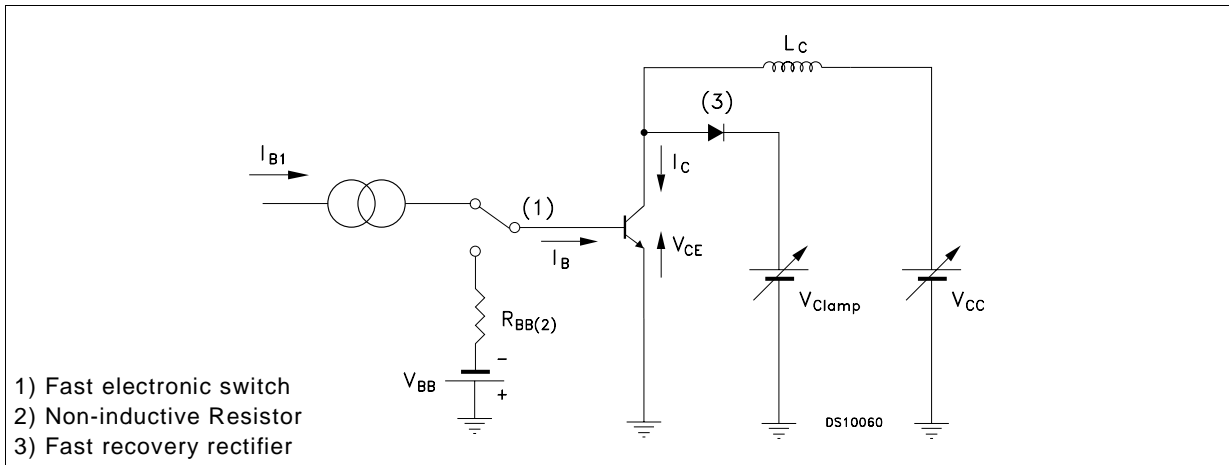 L_C
(3)
I_B1
I_C
(1)
I_B
V_CE
V_Clamp
V_CC
R_BB(2)
−
V_BB
+
DS10060
1) Fast electronic switch
2) Non-inductive Resistor
3) Fast recovery rectifier